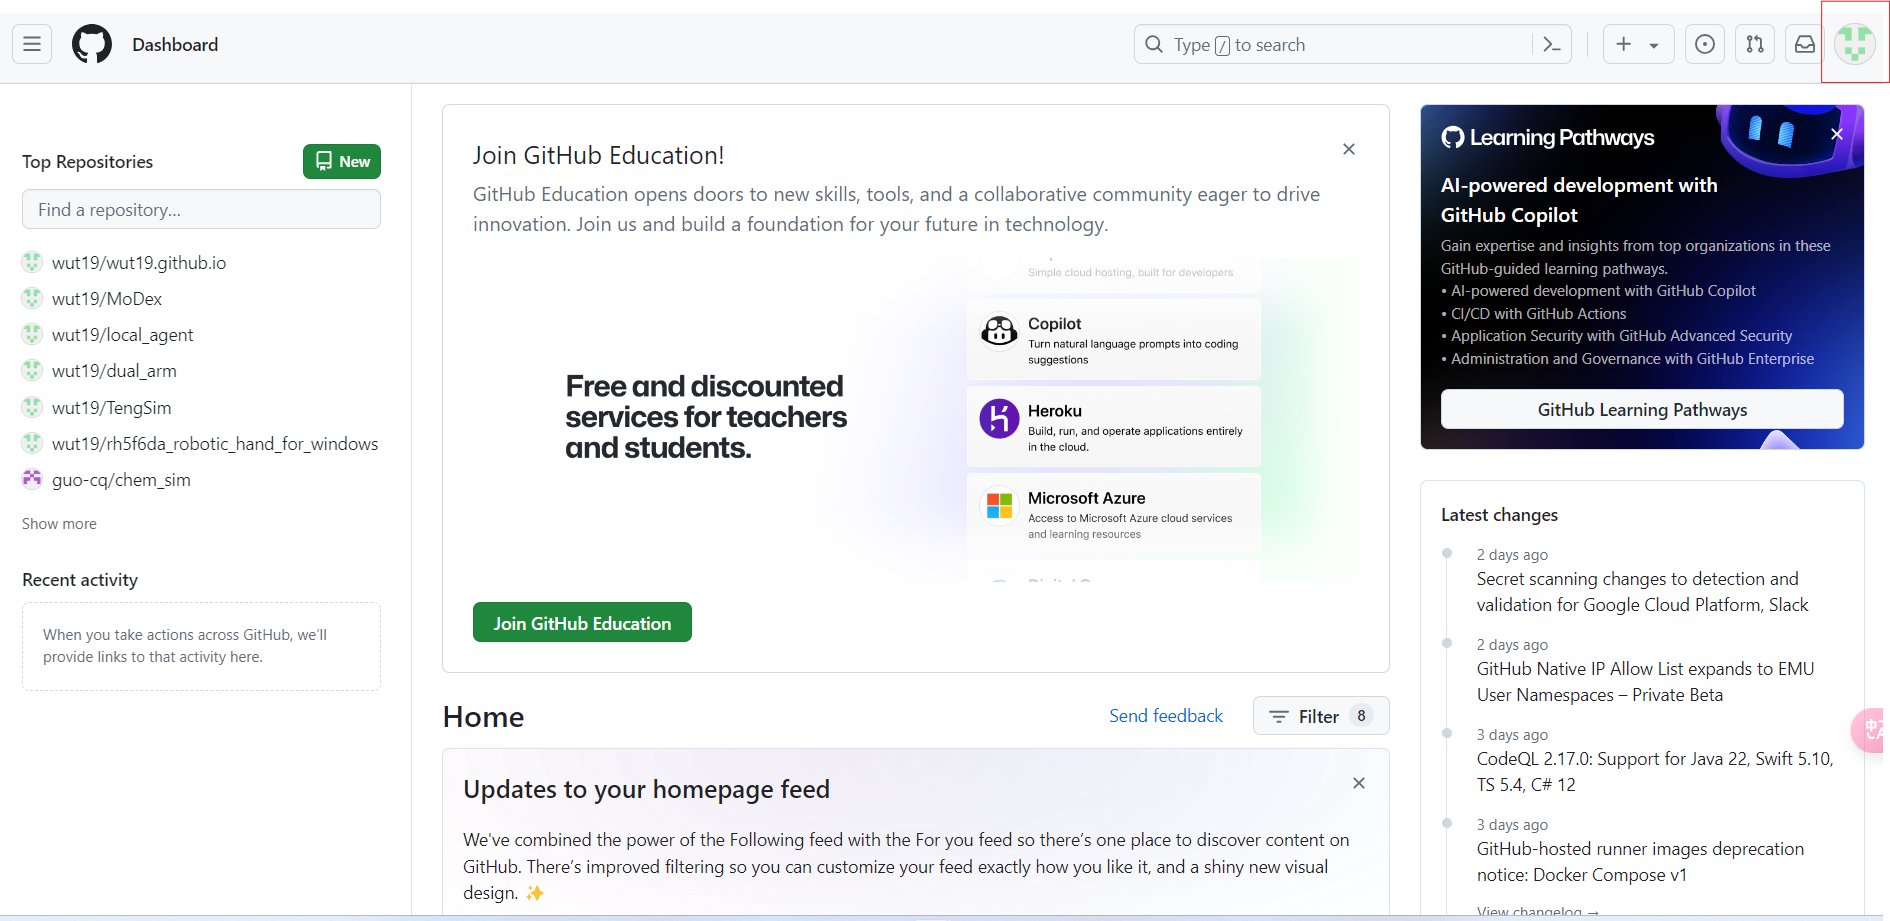 Dashboard
Type / to search
Top Repositories
New
Find a repository...
wut19/wut19.github.io
wut19/MoDex
wut19/local_agent
wut19/dual_arm
wut19/TengSim
wut19/rh5f6da_robotic_hand_for_windows
guo-cq/chem_sim
Show more
Recent activity
When you take actions across GitHub, we'll
provide links to that activity here.
Join GitHub Education!
GitHub Education opens doors to new skills, tools, and a collaborative community eager to drive
innovation. Join us and build a foundation for your future in technology.
Free and discounted
services for teachers
and students.
Simple cloud hosting, built for developers
Copilot
Turn natural language prompts into coding
suggestions
Heroku
Build, run, and operate applications entirely
in the cloud.
Microsoft Azure
Access to Microsoft Azure cloud services
and learning resources
Join GitHub Education
Home
Send feedback
Filter 8
Updates to your homepage feed
We've combined the power of the Following feed with the For you feed so there's one place to discover content on
GitHub. There's improved filtering so you can customize your feed exactly how you like it, and a shiny new visual
design. ✨
Learning Pathways
AI-powered development with
GitHub Copilot
Gain expertise and insights from top organizations in these
GitHub-guided learning pathways.
• AI-powered development with GitHub Copilot
• CI/CD with GitHub Actions
• Application Security with GitHub Advanced Security
• Administration and Governance with GitHub Enterprise
GitHub Learning Pathways
Latest changes
2 days ago
Secret scanning changes to detection and
validation for Google Cloud Platform, Slack
2 days ago
GitHub Native IP Allow List expands to EMU
User Namespaces – Private Beta
3 days ago
CodeQL 2.17.0: Support for Java 22, Swift 5.10,
TS 5.4, C# 12
3 days ago
GitHub-hosted runner images deprecation
notice: Docker Compose v1
View changelog →